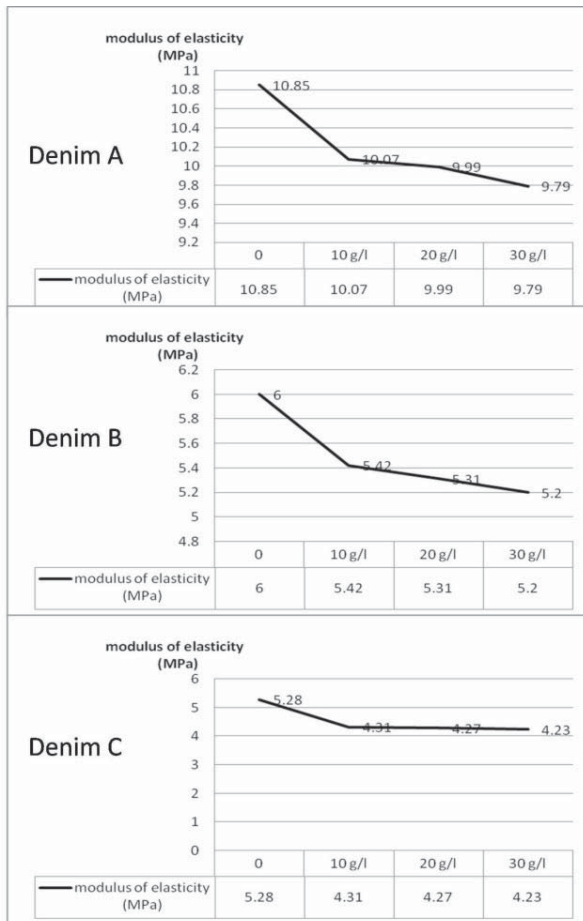 modulus of elasticity
(MPa)
11
10.8
10.6
10.4
10.2
10
9.8
9.6
9.4
9.2
10.85
10.07
9.99
9.79
Denim A
0 10 g/l 20 g/l 30 g/l
modulus of elasticity
(MPa)
10.85 10.07 9.99 9.79
modulus of elasticity
(MPa)
6.2
6
5.8
5.6
5.4
5.2
5
4.8
6
5.42
5.31
5.2
Denim B
0 10 g/l 20 g/l 30 g/l
modulus of elasticity
(MPa)
6 5.42 5.31 5.2
modulus of elasticity
(MPa)
6
5
4
3
2
1
0
5.28
4.31
4.27
4.23
Denim C
0 10 g/l 20 g/l 30 g/l
modulus of elasticity
(MPa)
5.28 4.31 4.27 4.23